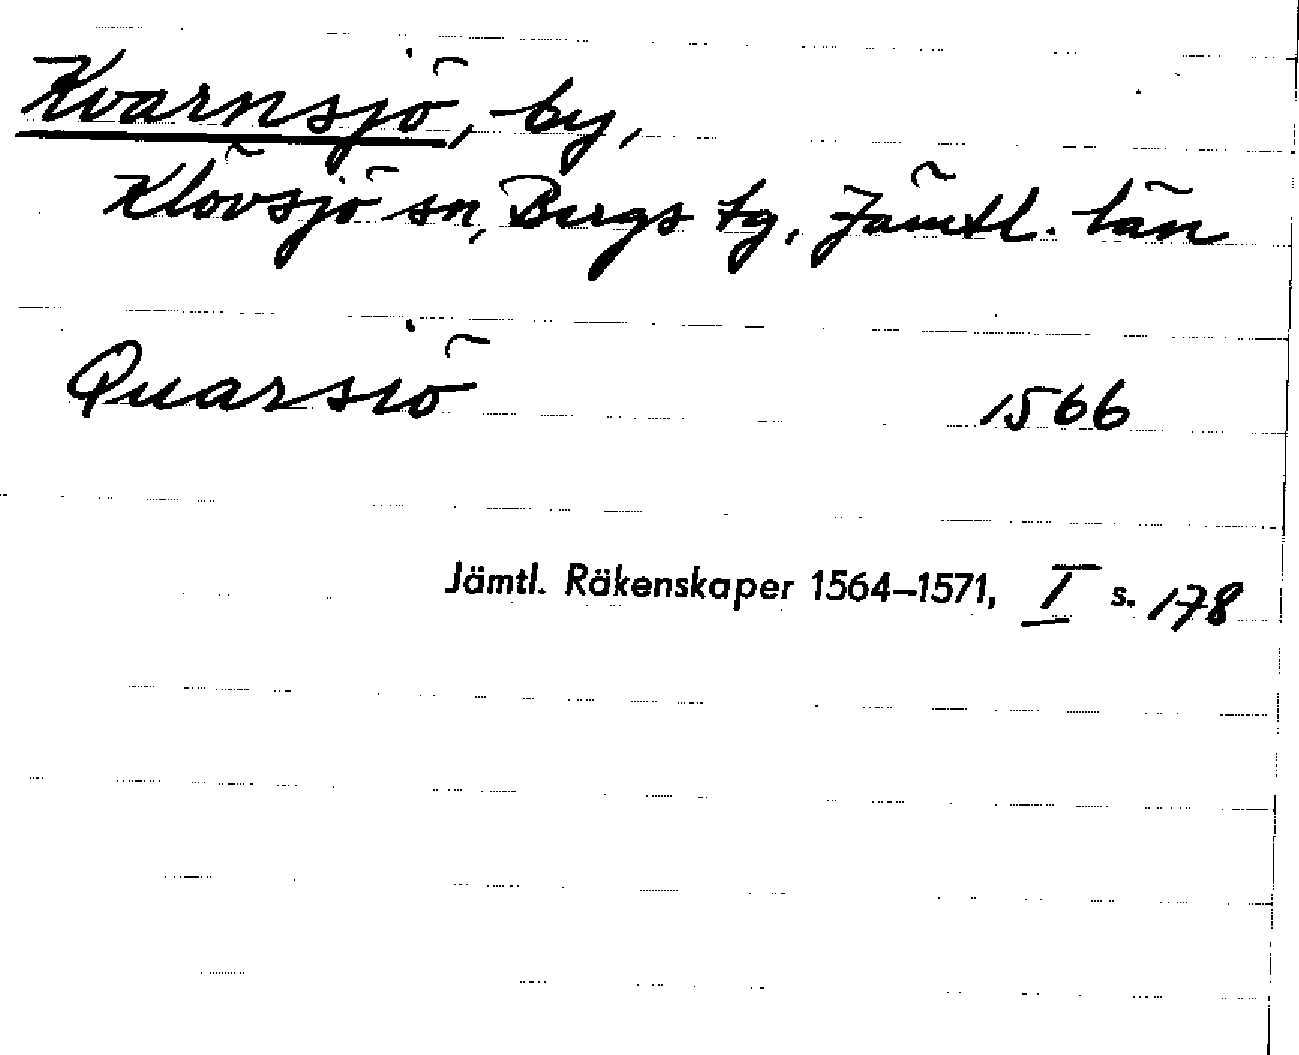 Kvarnsjö, by,
Klövsjö sn, Bergs tg, Jämtl. län
Quarsiö 1566
Jämtl. Räkenskaper 1564–1571, I s. 178